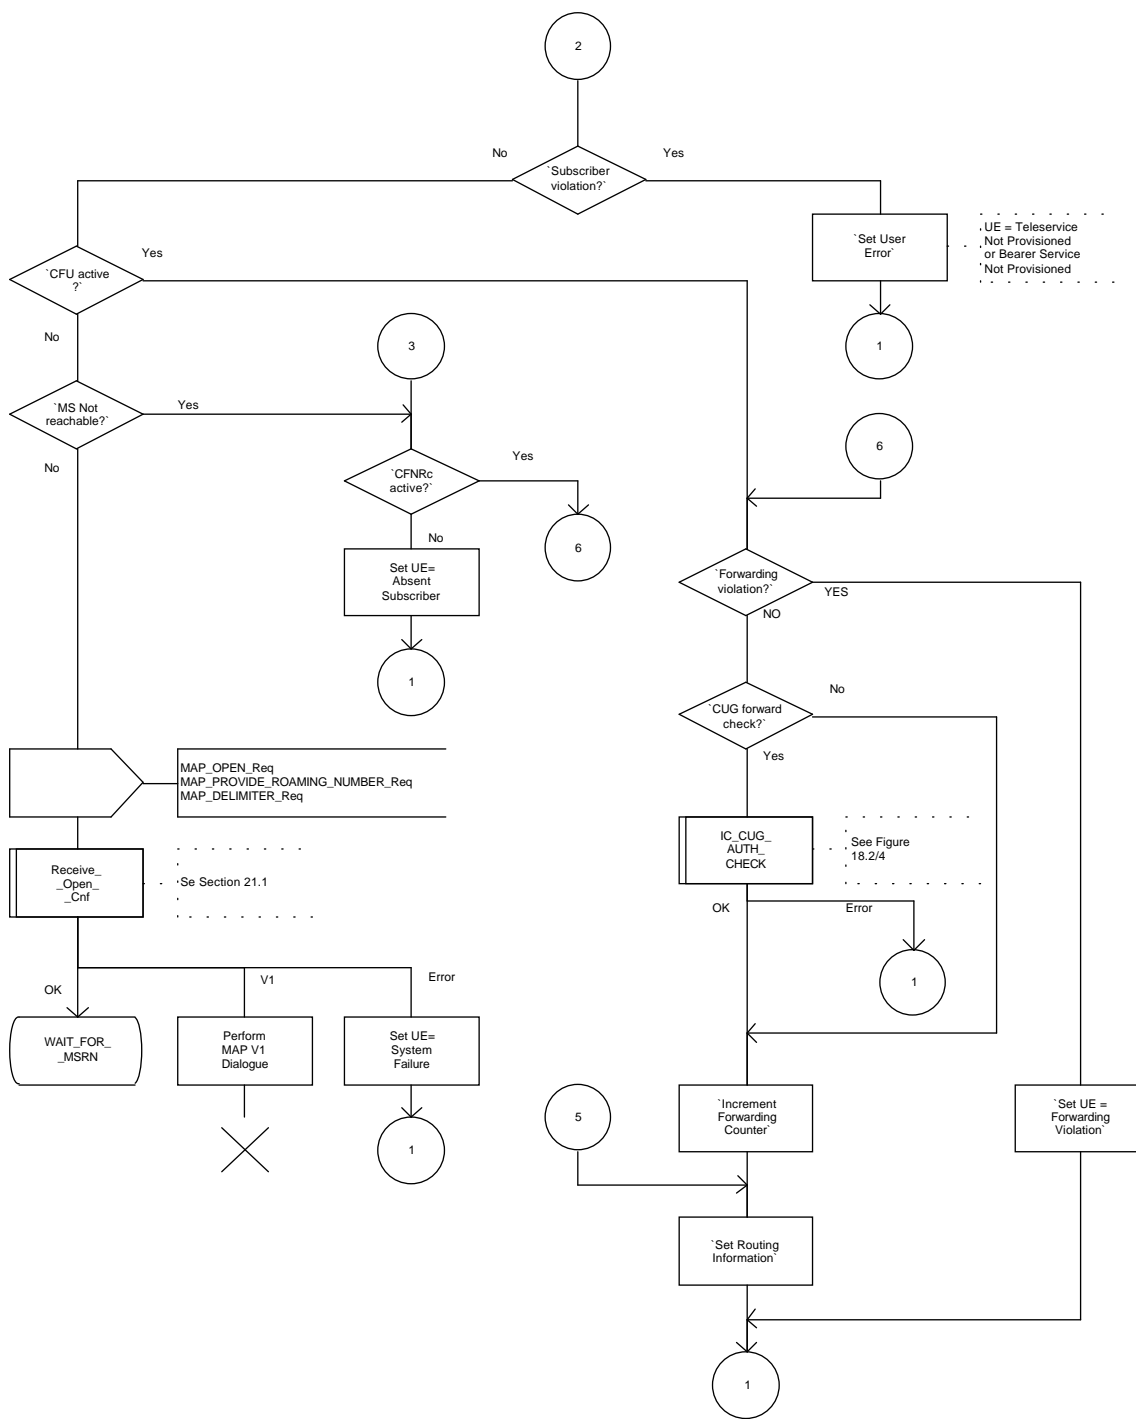 2
No
Yes
`Subscriber
violation?`
`Set User
Error`
UE = Teleservice
Not Provisioned
or Bearer Service
Not Provisioned
`CFU active
?`
Yes
No
3
1
`MS Not
reachable?`
Yes
No
6
`CFNRc
active?`
Yes
No
6
Set UE=
Absent
Subscriber
`Forwarding
violation?`
YES
NO
1
`CUG forward
check?`
No
Yes
MAP_OPEN_Req
MAP_PROVIDE_ROAMING_NUMBER_Req
MAP_DELIMITER_Req
Receive_
_Open_
_Cnf
Se Section 21.1
IC_CUG_
AUTH_
CHECK
See Figure
18.2/4
OK
Error
1
OK
V1
Error
WAIT_FOR_
_MSRN
Perform
MAP V1
Dialogue
Set UE=
System
Failure
1
5
`Increment
Forwarding
Counter`
`Set UE =
Forwarding
Violation`
`Set Routing
Information`
1